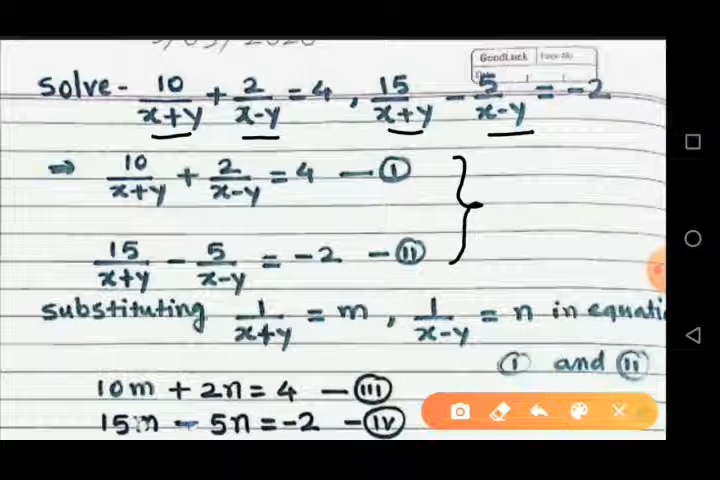 GoodLuck
Solve- 10/(x+y) + 2/(x-y) = 4 , 15/(x+y) - 5/(x-y) = -2
⇒ 10/(x+y) + 2/(x-y) = 4 — (i)
15/(x+y) - 5/(x-y) = -2 — (ii)
substituting 1/(x+y) = m , 1/(x-y) = n in equati
(i) and (ii)
10m + 2n = 4 — (iii)
15m - 5n = -2 — (iv)